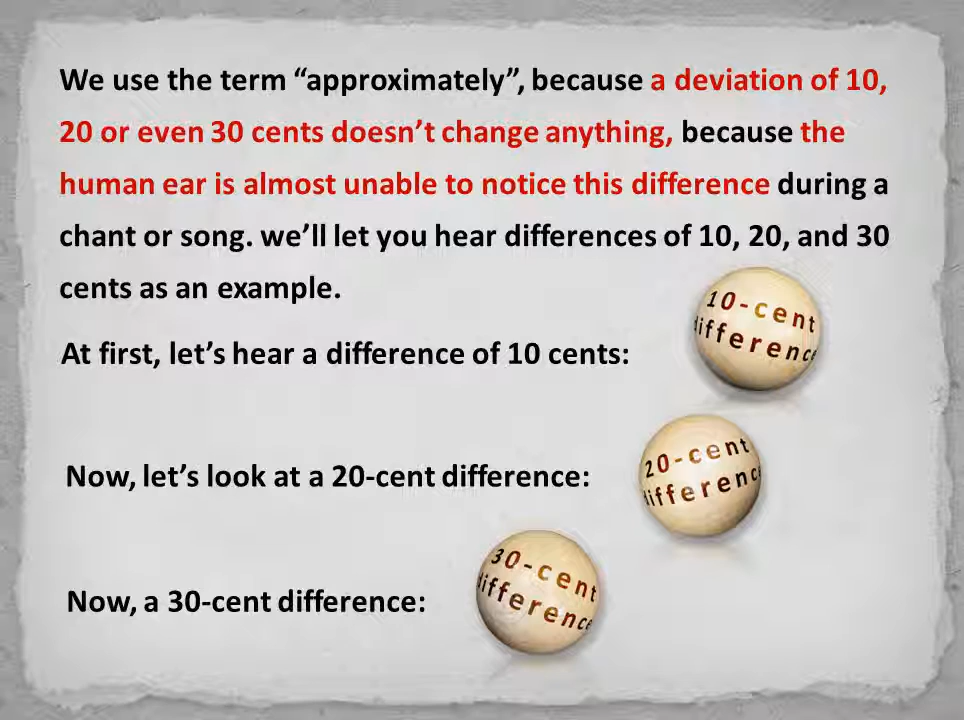 We use the term “approximately”, because a deviation of 10,
20 or even 30 cents doesn’t change anything, because the
human ear is almost unable to notice this difference during a
chant or song. we’ll let you hear differences of 10, 20, and 30
cents as an example.
10-cent
difference
At first, let’s hear a difference of 10 cents:
20-cent
difference
Now, let’s look at a 20-cent difference:
30-cent
difference
Now, a 30-cent difference: